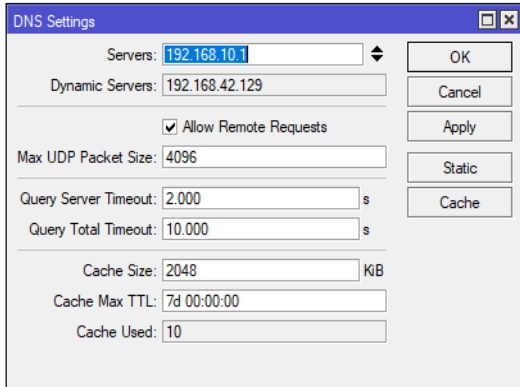 DNS Settings
Servers: 192.168.10.1 OK
Dynamic Servers: 192.168.42.129 Cancel
Allow Remote Requests Apply
Max UDP Packet Size: 4096
Static
Query Server Timeout: 2.000 s Cache
Query Total Timeout: 10.000 s
Cache Size: 2048 KiB
Cache Max TTL: 7d 00:00:00
Cache Used: 10